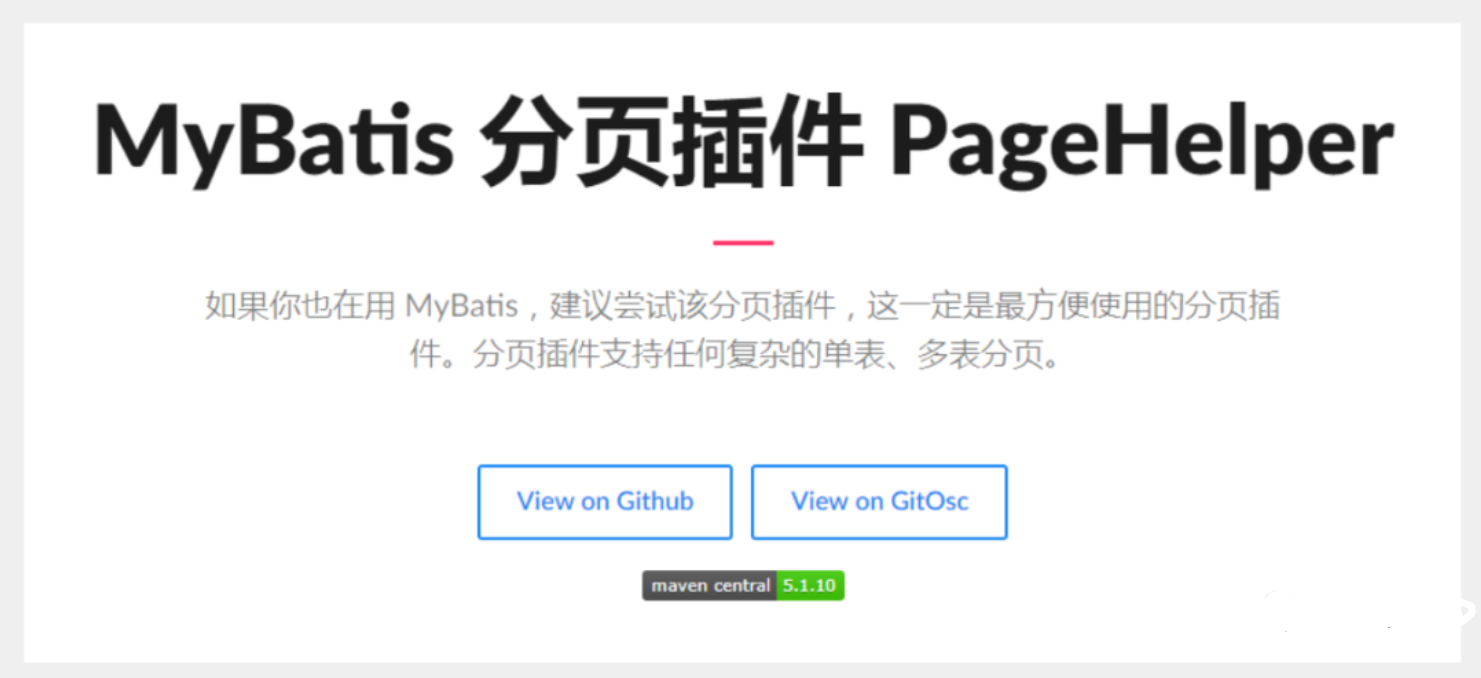 MyBatis 分页插件 PageHelper
如果你也在用 MyBatis，建议尝试该分页插件，这一定是最方便使用的分页插
件。分页插件支持任何复杂的单表、多表分页。
View on Github
View on GitOsc
maven central 5.1.10